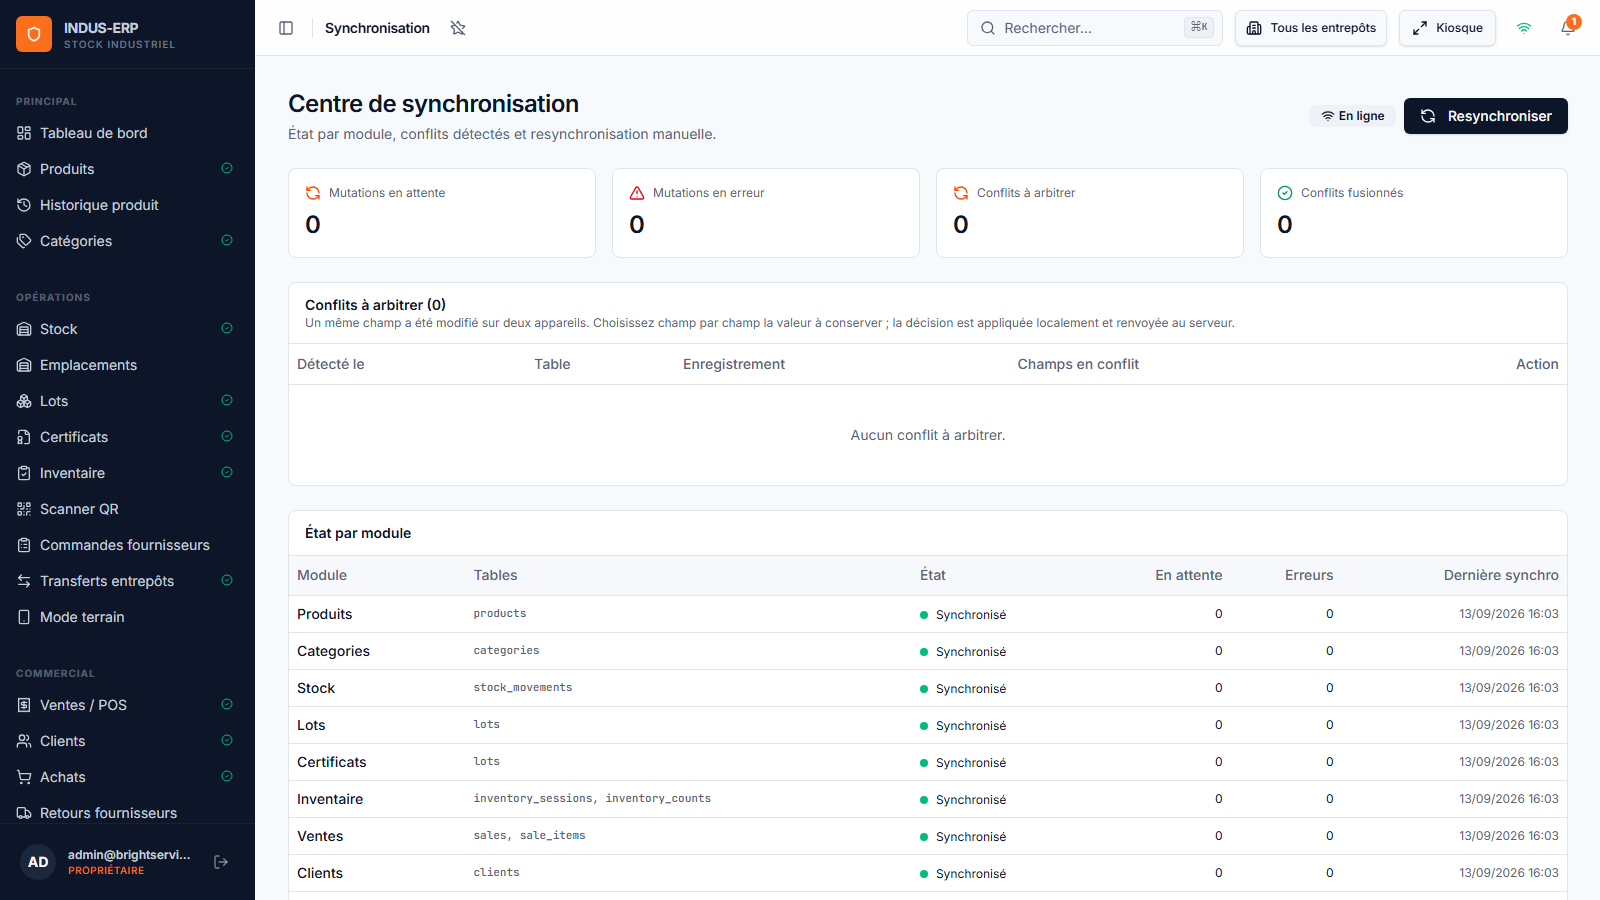 INDUS-ERP
STOCK INDUSTRIEL
PRINCIPAL
Tableau de bord
Produits
Historique produit
Catégories
OPÉRATIONS
Stock
Emplacements
Lots
Certificats
Inventaire
Scanner QR
Commandes fournisseurs
Transferts entrepôts
Mode terrain
COMMERCIAL
Ventes / POS
Clients
Achats
Retours fournisseurs
AD
admin@brightservi...
PROPRIÉTAIRE
Synchronisation
Rechercher...
⌘K
Tous les entrepôts
Kiosque
1
Centre de synchronisation
État par module, conflits détectés et resynchronisation manuelle.
En ligne
Resynchroniser
Mutations en attente
0
Mutations en erreur
0
Conflits à arbitrer
0
Conflits fusionnés
0
Conflits à arbitrer (0)
Un même champ a été modifié sur deux appareils. Choisissez champ par champ la valeur à conserver ; la décision est appliquée localement et renvoyée au serveur.
Détecté le Table Enregistrement Champs en conflit Action
Aucun conflit à arbitrer.
État par module
Module Tables État En attente Erreurs Dernière synchro
Produits products Synchronisé 0 0 13/09/2026 16:03
Categories categories Synchronisé 0 0 13/09/2026 16:03
Stock stock_movements Synchronisé 0 0 13/09/2026 16:03
Lots lots Synchronisé 0 0 13/09/2026 16:03
Certificats lots Synchronisé 0 0 13/09/2026 16:03
Inventaire inventory_sessions, inventory_counts Synchronisé 0 0 13/09/2026 16:03
Ventes sales, sale_items Synchronisé 0 0 13/09/2026 16:03
Clients clients Synchronisé 0 0 13/09/2026 16:03